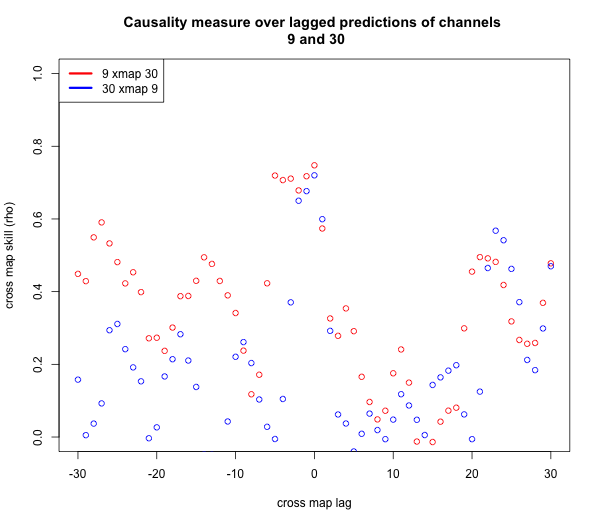 Causality measure over lagged predictions of channels
9 and 30
9 xmap 30
30 xmap 9
1.0
0.8
0.6
0.4
0.2
0.0
cross map skill (rho)
-30 -20 -10 0 10 20 30
cross map lag